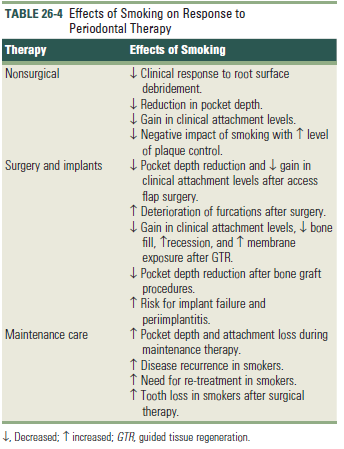 TABLE 26-4 Effects of Smoking on Response to
Periodontal Therapy
Therapy Effects of Smoking
Nonsurgical ↓ Clinical response to root surface
debridement.
↓ Reduction in pocket depth.
↓ Gain in clinical attachment levels.
↓ Negative impact of smoking with ↑ level
of plaque control.
Surgery and implants ↓ Pocket depth reduction and ↓ gain in
clinical attachment levels after access
flap surgery.
↑ Deterioration of furcations after surgery.
↓ Gain in clinical attachment levels, ↓ bone
fill, ↑recession, and ↑ membrane
exposure after GTR.
↓ Pocket depth reduction after bone graft
procedures.
↑ Risk for implant failure and
periimplantitis.
Maintenance care ↑ Pocket depth and attachment loss during
maintenance therapy.
↑ Disease recurrence in smokers.
↑ Need for re-treatment in smokers.
↑ Tooth loss in smokers after surgical
therapy.
↓, Decreased; ↑ increased; GTR, guided tissue regeneration.